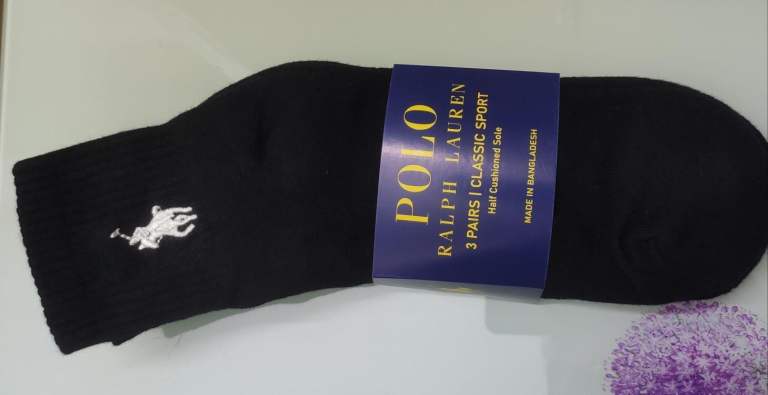 POLO
RALPH LAUREN
3 PAIRS | CLASSIC SPORT
Half Cushioned Sole
MADE IN BANGLADESH